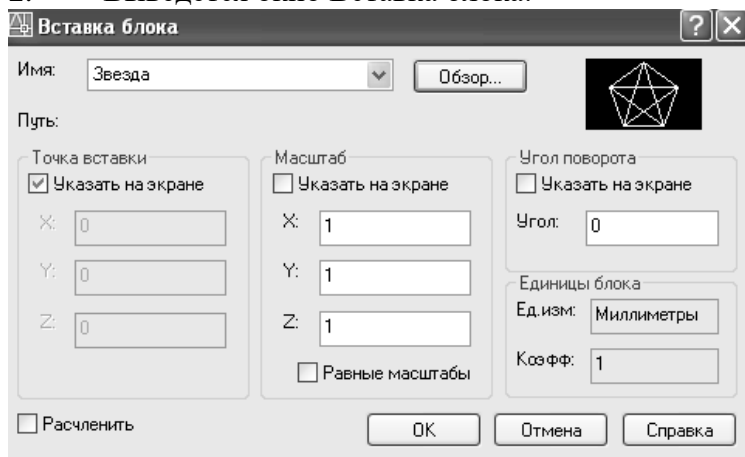 Вставка блока
Имя: Звезда Обзор...
Путь:
Точка вставки
Указать на экране
X: 0
Y: 0
Z: 0
Масштаб
Указать на экране
X: 1
Y: 1
Z: 1
Равные масштабы
Угол поворота
Указать на экране
Угол: 0
Единицы блока
Ед.изм: Миллиметры
Коэфф: 1
Расчленить
OK Отмена Справка